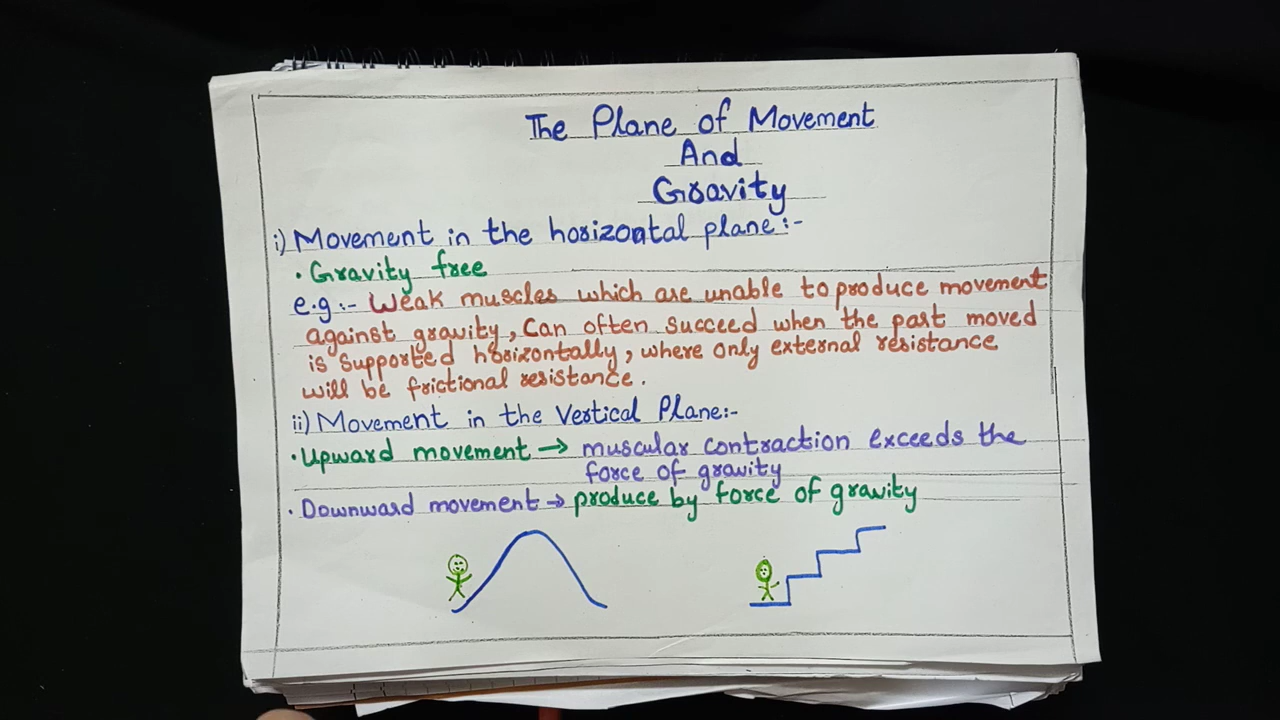 The Plane of Movement
And
Gravity
i) Movement in the horizontal plane:-
• Gravity free
e.g:- Weak muscles which are unable to produce movement
against gravity, Can often succeed when the part moved
is supported horizontally, where only external resistance
will be frictional resistance.
ii) Movement in the Vertical Plane:-
• Upward movement → muscular contraction exceeds the
force of gravity
• Downward movement → produce by force of gravity